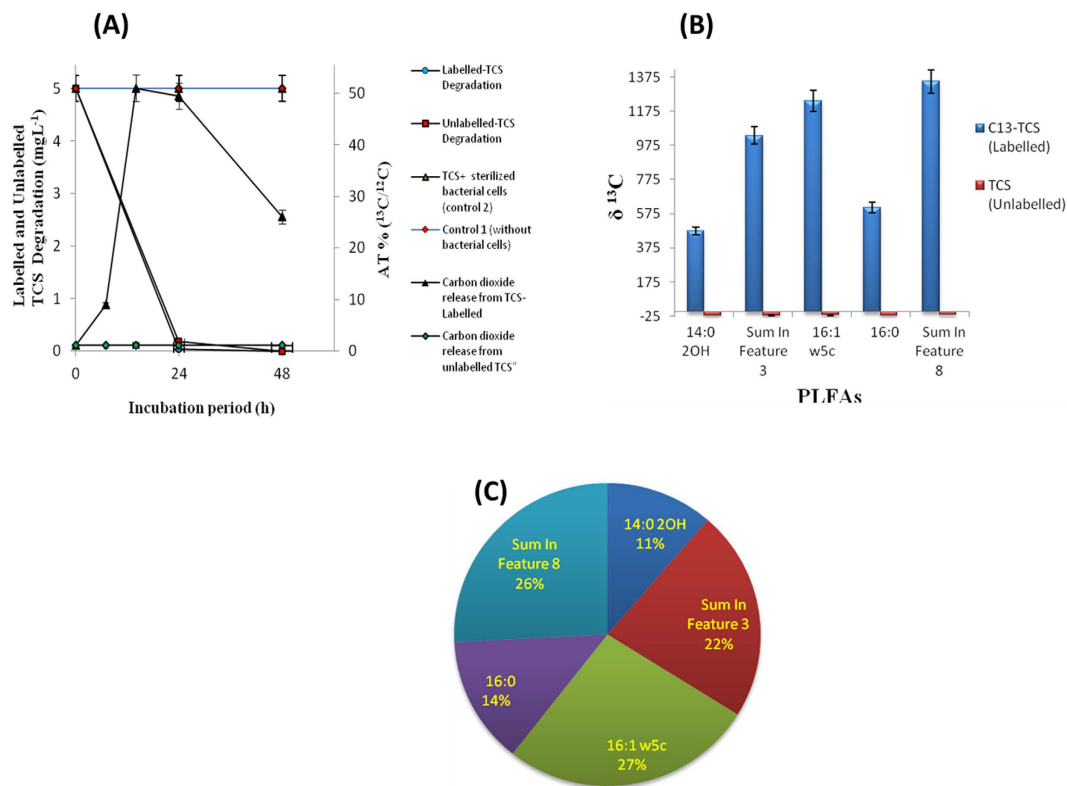 (A)
Labelled and Unlabelled
TCS Degradation (mgL⁻¹)
5
4
3
2
1
0
0
24
48
Incubation period (h)
50
40
30
20
10
0
AT % (¹³C/¹²C)
Labelled-TCS
Degradation
Unlabelled-TCS
Degradation
TCS+ sterilized
bacterial cells
(control 2)
Control 1 (without
bacterial cells)
Carbon dioxide
release from TCS-
Labelled
Carbon dioxide
release from
unlabelled TCS"
(B)
δ ¹³C
1375
1175
975
775
575
375
175
-25
14:0
2OH
Sum In
Feature
3
16:1
w5c
16:0
Sum In
Feature
8
PLFAs
C13-TCS
(Labelled)
TCS
(Unlabelled)
(C)
14:0 2OH
11%
Sum In
Feature 3
22%
16:1 w5c
27%
16:0
14%
Sum In
Feature 8
26%